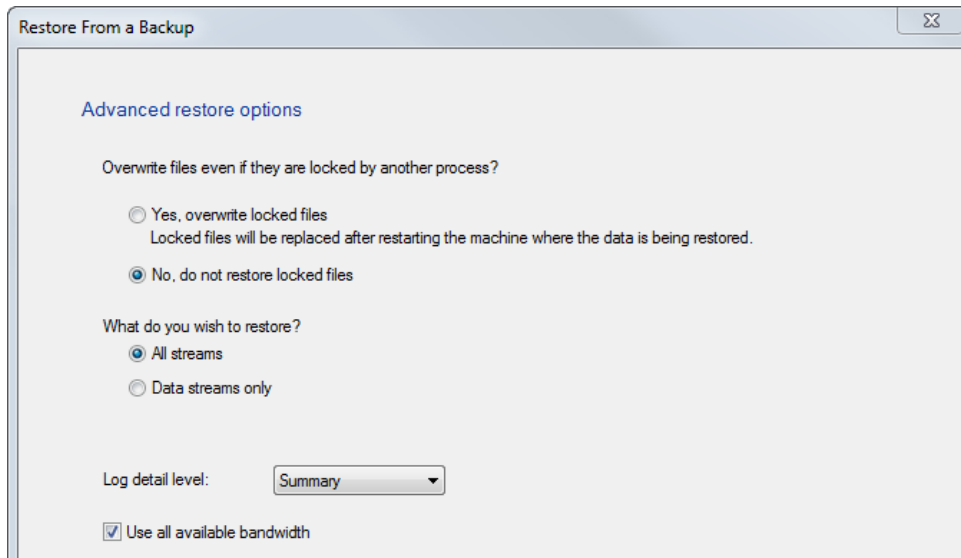 Restore From a Backup
Advanced restore options
Overwrite files even if they are locked by another process?
Yes, overwrite locked files
Locked files will be replaced after restarting the machine where the data is being restored.
No, do not restore locked files
What do you wish to restore?
All streams
Data streams only
Log detail level: Summary
Use all available bandwidth